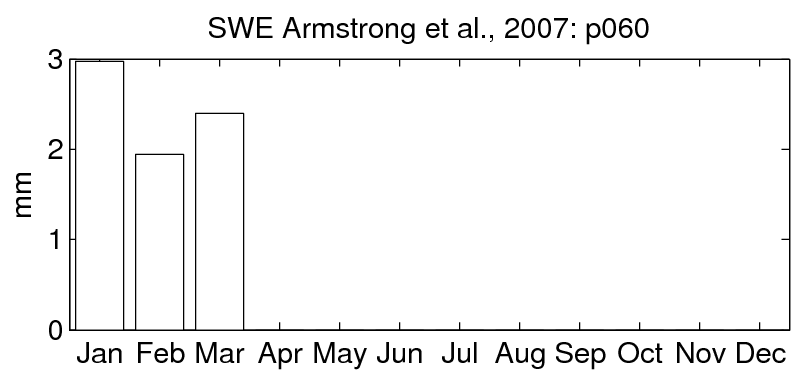 SWE Armstrong et al., 2007: p060
3
2
1
0
mm
Jan Feb Mar Apr May Jun Jul Aug Sep Oct Nov Dec